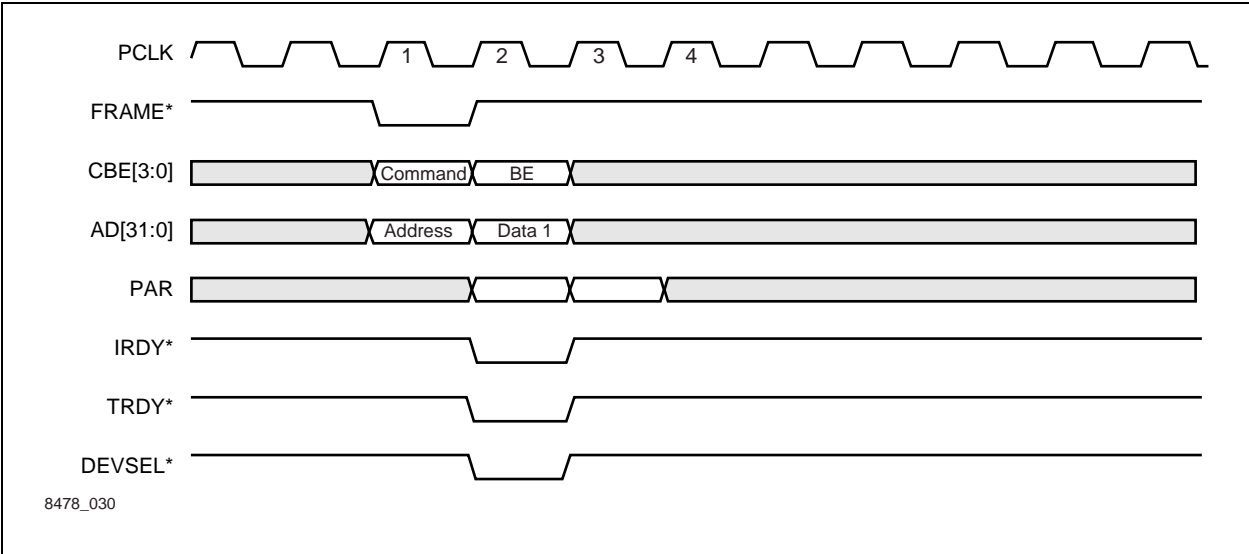 PCLK 1 2 3 4
FRAME*
CBE[3:0] Command BE
AD[31:0] Address Data 1
PAR
IRDY*
TRDY*
DEVSEL*
8478_030